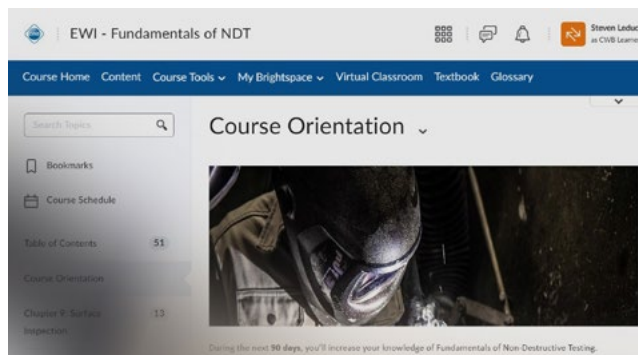 EWI - Fundamentals of NDT
Steven Leduc
as CWB Learne
Course Home Content Course Tools My Brightspace Virtual Classroom Textbook Glossary
Search Topics
Course Orientation
Bookmarks
Course Schedule
Table of Contents 51
Course Orientation
Chapter 9: Surface 13
Inspection
During the next 90 days, you'll increase your knowledge of Fundamentals of Non-Destructive Testing.